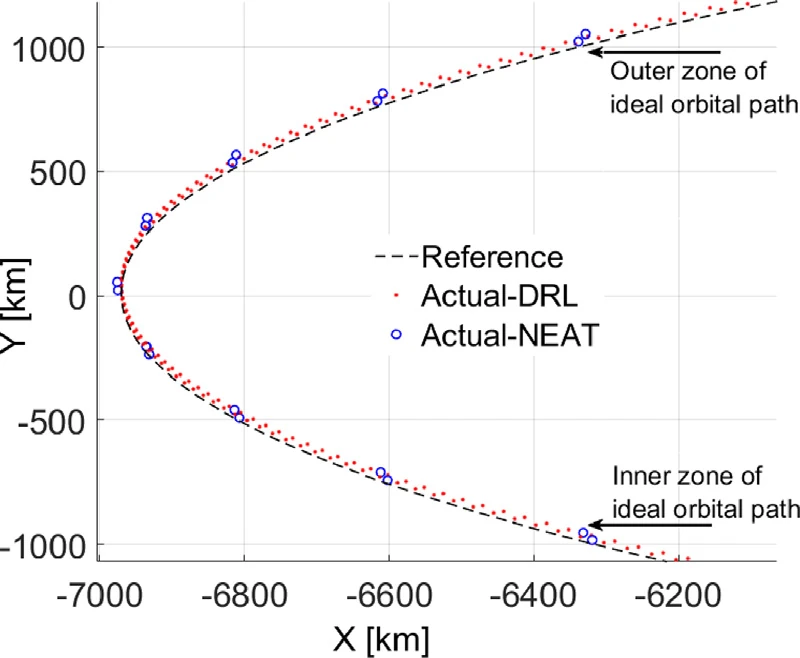 1000
Outer zone of
ideal orbital path
500
Reference
0
Actual-DRL
Actual-NEAT
Y [km]
-500
Inner zone of
ideal orbital path
-1000
-7000 -6800 -6600 -6400 -6200
X [km]